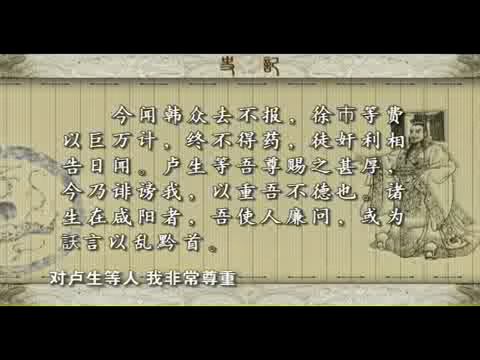 史记
今闻韩众去不报，徐市等费
以巨万计，终不得药，徒奸利相
告日闻。卢生等吾尊赐之甚厚，
今乃诽谤我，以重吾不德也。诸
生在咸阳者，吾使人廉问，或为
訞言以乱黔首。
对卢生等人 我非常尊重